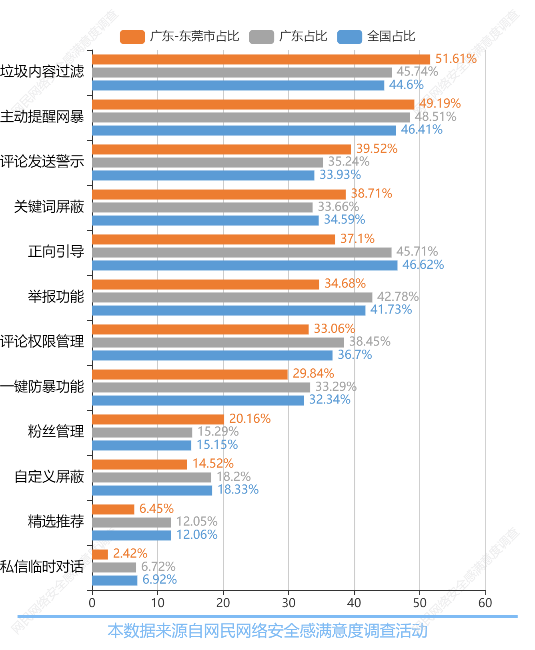 广东-东莞市占比 广东占比 全国占比
垃圾内容过滤 51.61% 45.74% 44.6%
主动提醒网暴 49.19% 48.51% 46.41%
评论发送警示 39.52% 35.24% 33.93%
关键词屏蔽 38.71% 33.66% 34.59%
正向引导 37.1% 45.71% 46.62%
举报功能 34.68% 42.78% 41.73%
评论权限管理 33.06% 38.45% 36.7%
一键防暴功能 29.84% 33.29% 32.34%
粉丝管理 20.16% 15.29% 15.15%
自定义屏蔽 14.52% 18.2% 18.33%
精选推荐 6.45% 12.05% 12.06%
私信临时对话 2.42% 6.72% 6.92%
0 10 20 30 40 50 60
本数据来源自网民网络安全感满意度调查活动